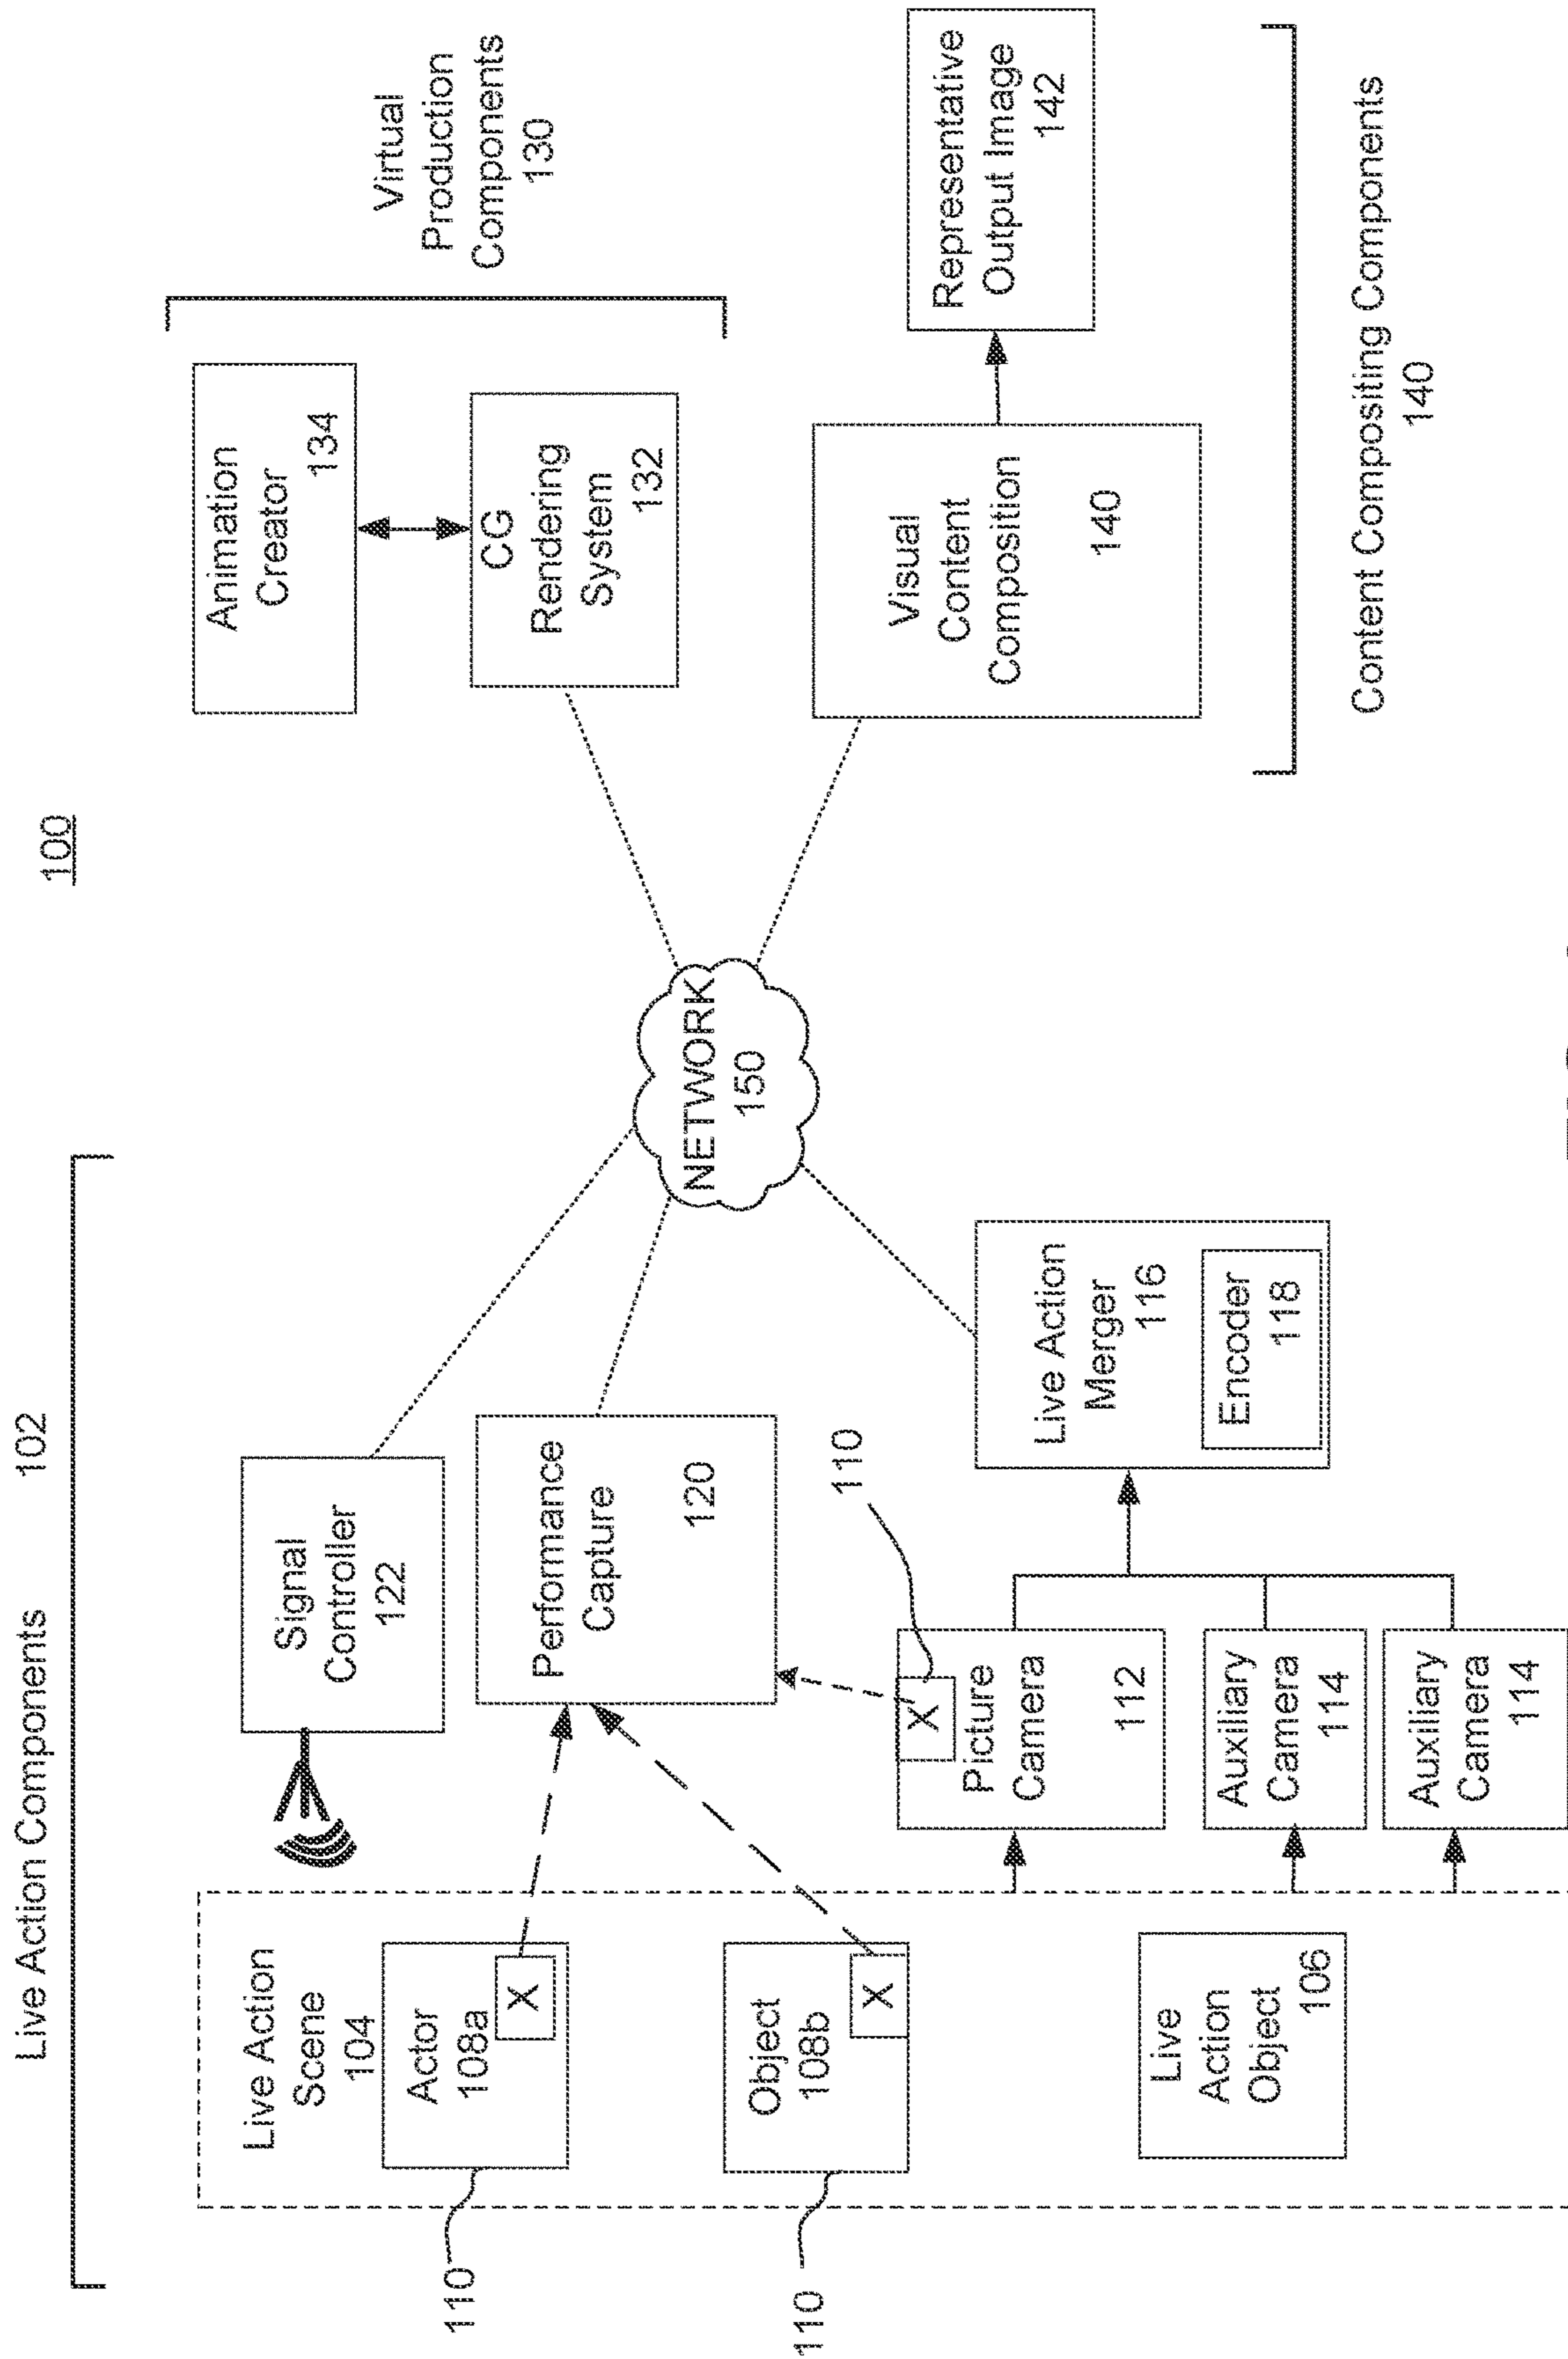 100
Live Action Components 102
Live Action
Scene
104
Actor
108a
X
110
Object
108b
X
110
Live
Action
Object
106
Signal
Controller
122
Performance
Capture
120
X
110
Picture
Camera
112
Auxiliary
Camera
114
Auxiliary
Camera
114
Live Action
Merger
116
Encoder
118
NETWORK
150
Animation
Creator
134
CG
Rendering
System
132
Virtual
Production
Components
130
Visual
Content
Composition
140
Representative
Output Image
142
Content Compositing Components
140